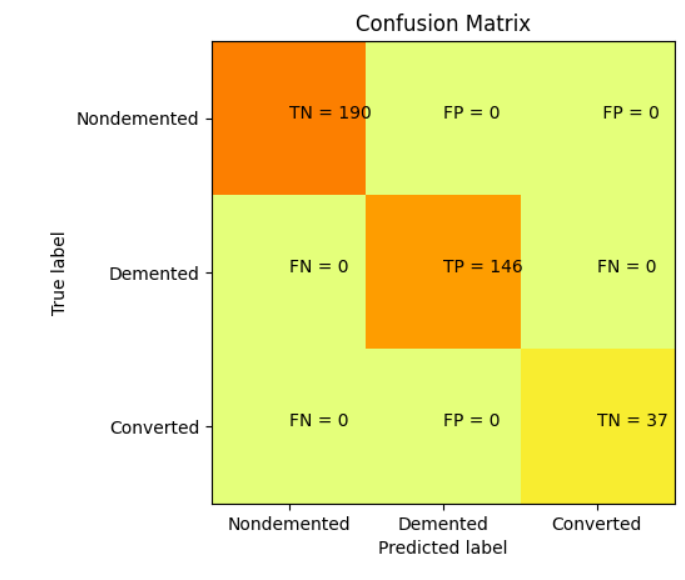 Confusion Matrix
Nondemented
TN = 190
FP = 0
FP = 0
True label
Demented
FN = 0
TP = 146
FN = 0
Converted
FN = 0
FP = 0
TN = 37
Nondemented
Demented
Converted
Predicted label